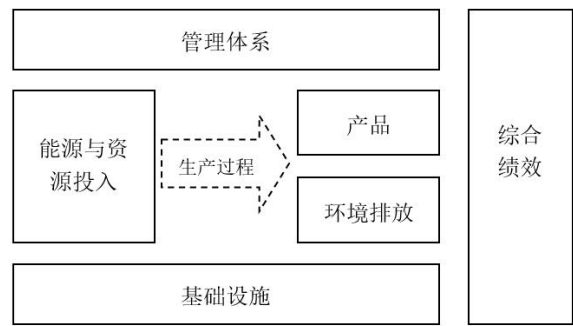 管理体系
能源与资
源投入
生产过程
产品
环境排放
基础设施
综合
绩效